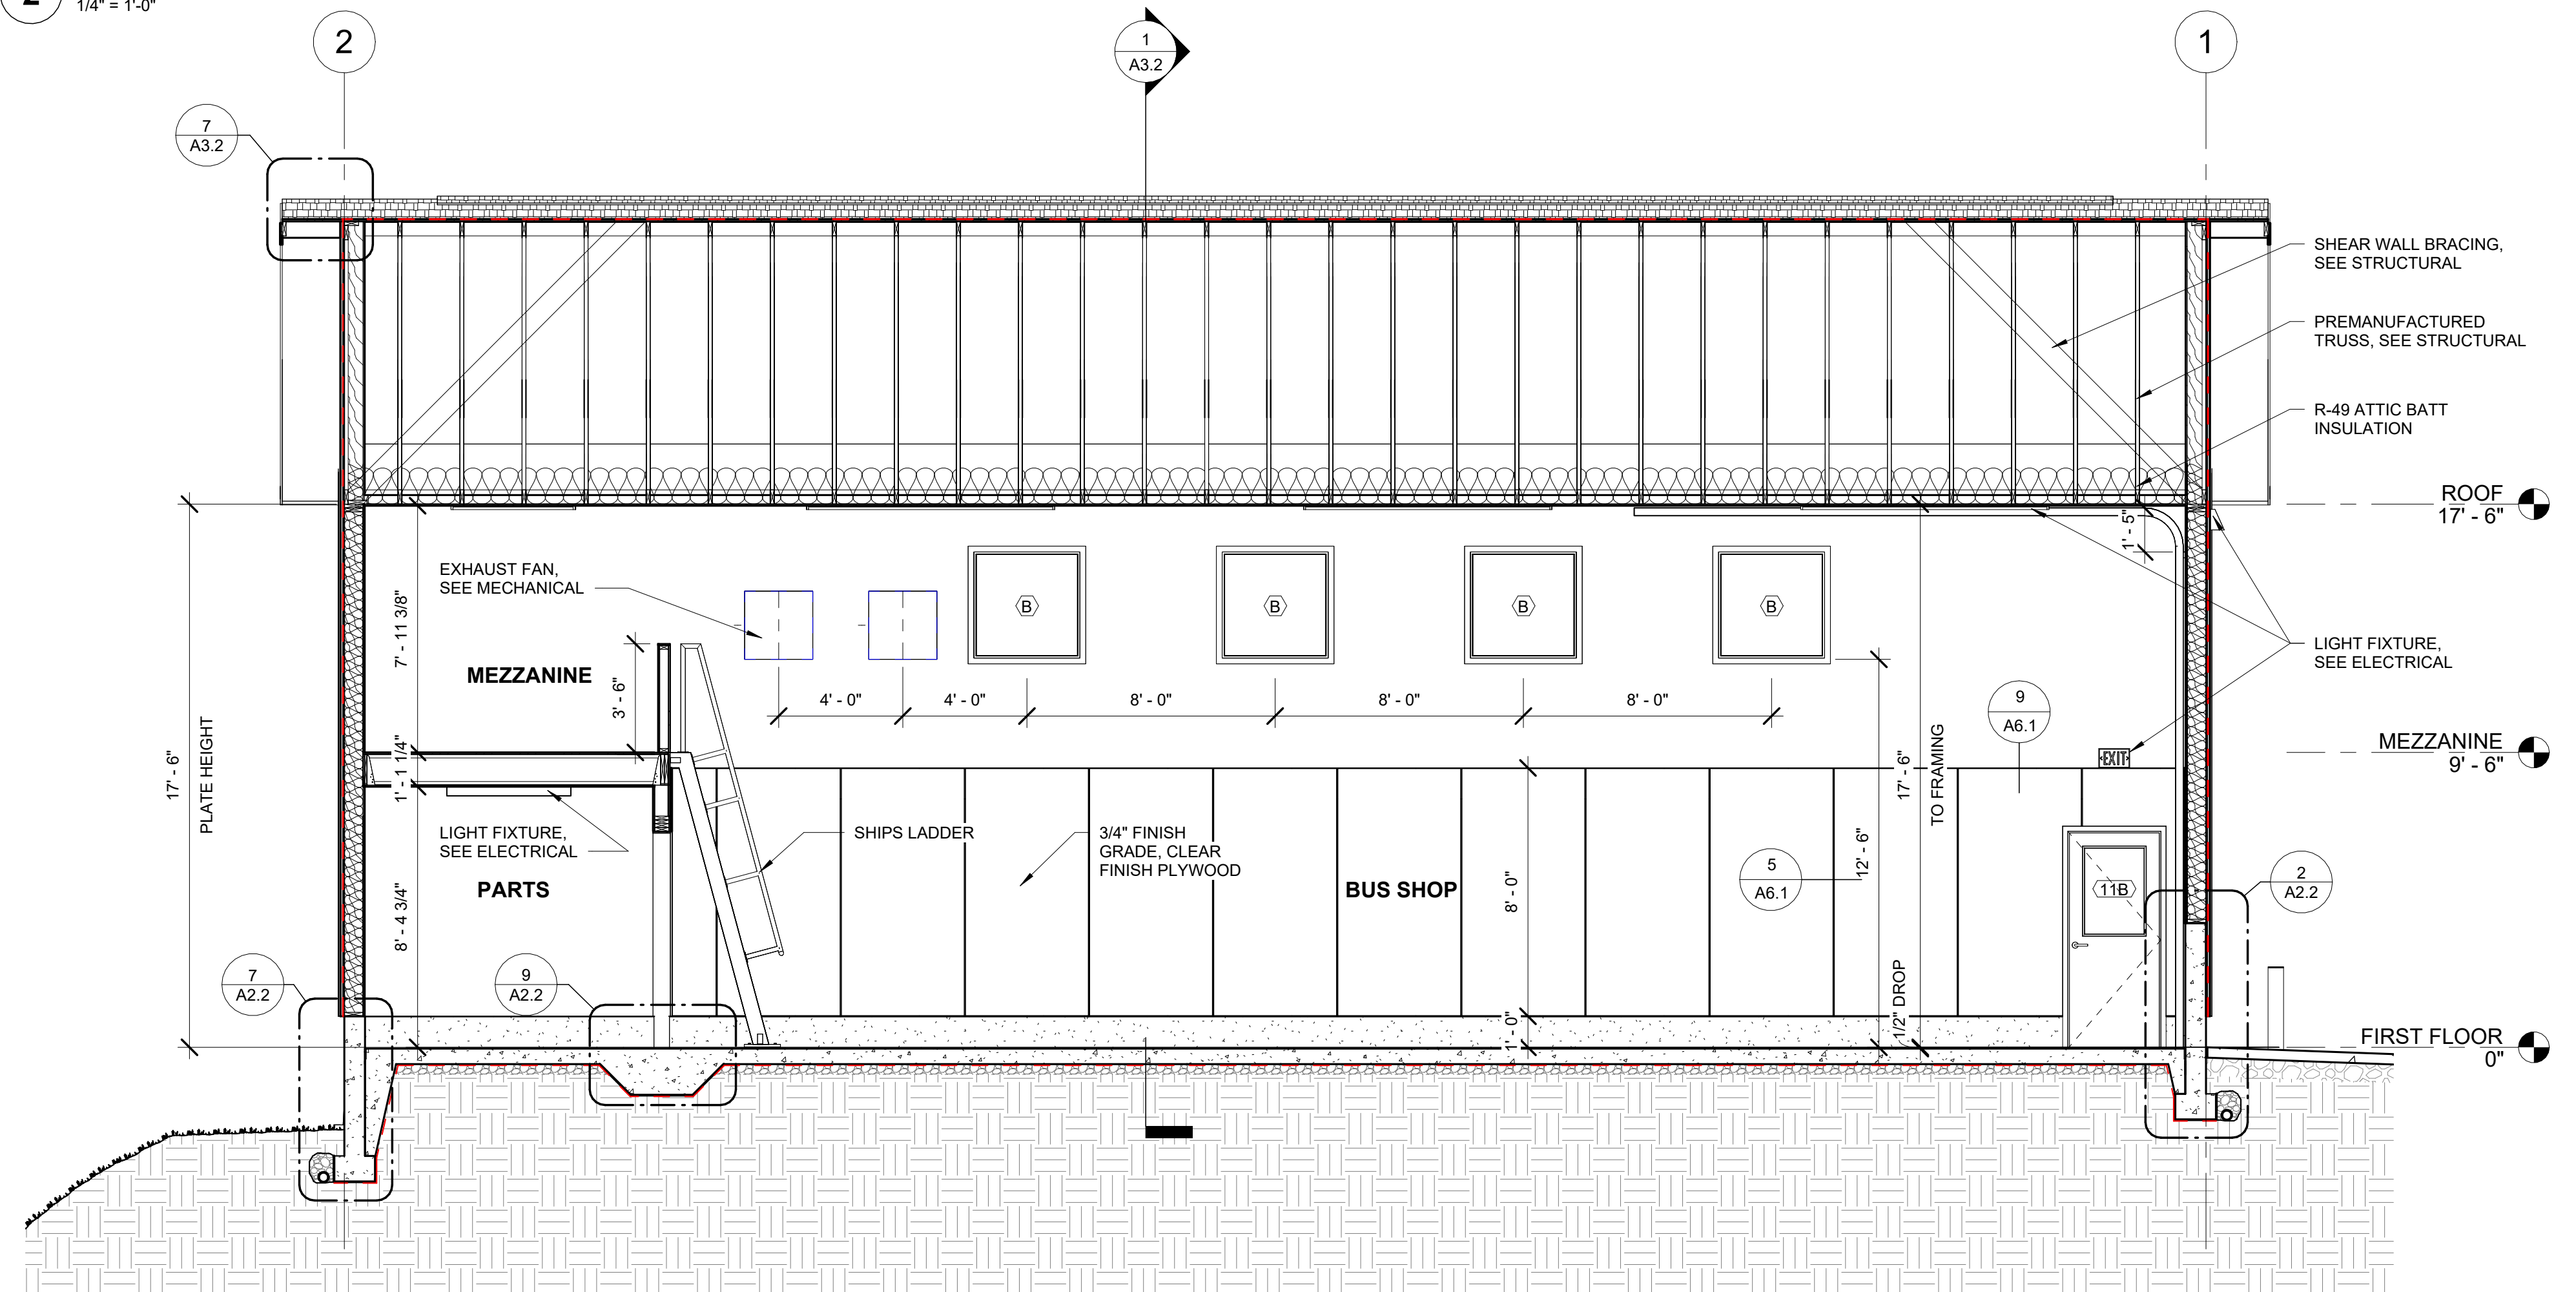 2
1/4" = 1'-0"
2
1
A3.2
1
7
A3.2
SHEAR WALL BRACING,
SEE STRUCTURAL
PREMANUFACTURED
TRUSS, SEE STRUCTURAL
R-49 ATTIC BATT
INSULATION
ROOF
17' - 6"
1' - 5"
EXHAUST FAN,
SEE MECHANICAL
7' - 11 3/8"
B
B
B
B
LIGHT FIXTURE,
SEE ELECTRICAL
MEZZANINE
3' - 6"
4' - 0"
4' - 0"
8' - 0"
8' - 0"
8' - 0"
9
A6.1
MEZZANINE
9' - 6"
EXIT
17' - 6"
PLATE HEIGHT
1' - 1 1/4"
17' - 6"
TO FRAMING
LIGHT FIXTURE,
SEE ELECTRICAL
SHIPS LADDER
3/4" FINISH
GRADE, CLEAR
FINISH PLYWOOD
12' - 6"
5
A6.1
PARTS
BUS SHOP
8' - 0"
11B
2
A2.2
8' - 4 3/4"
7
A2.2
9
A2.2
1' - 0"
1/2" DROP
FIRST FLOOR
0"